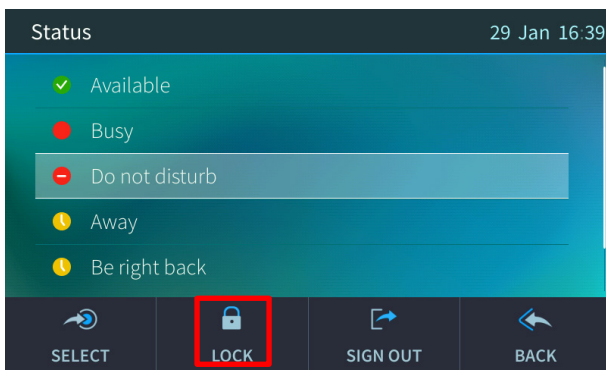 Status 29 Jan 16:39
Available
Busy
Do not disturb
Away
Be right back
SELECT LOCK SIGN OUT BACK